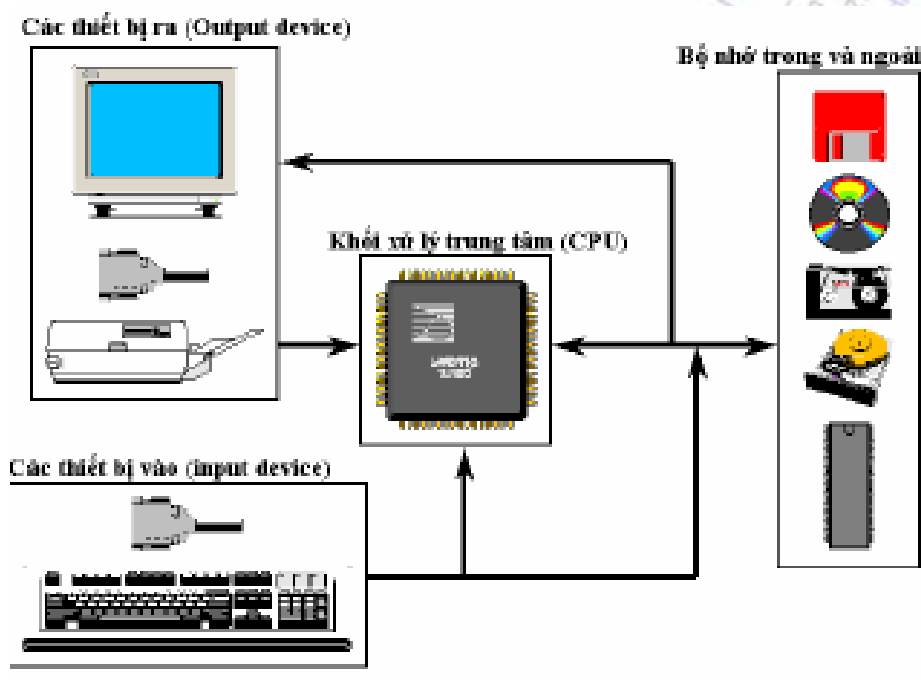 Các thiết bị ra (Output device)
Bộ nhớ trong và ngoài
Khối xử lý trung tâm (CPU)
Các thiết bị vào (input device)